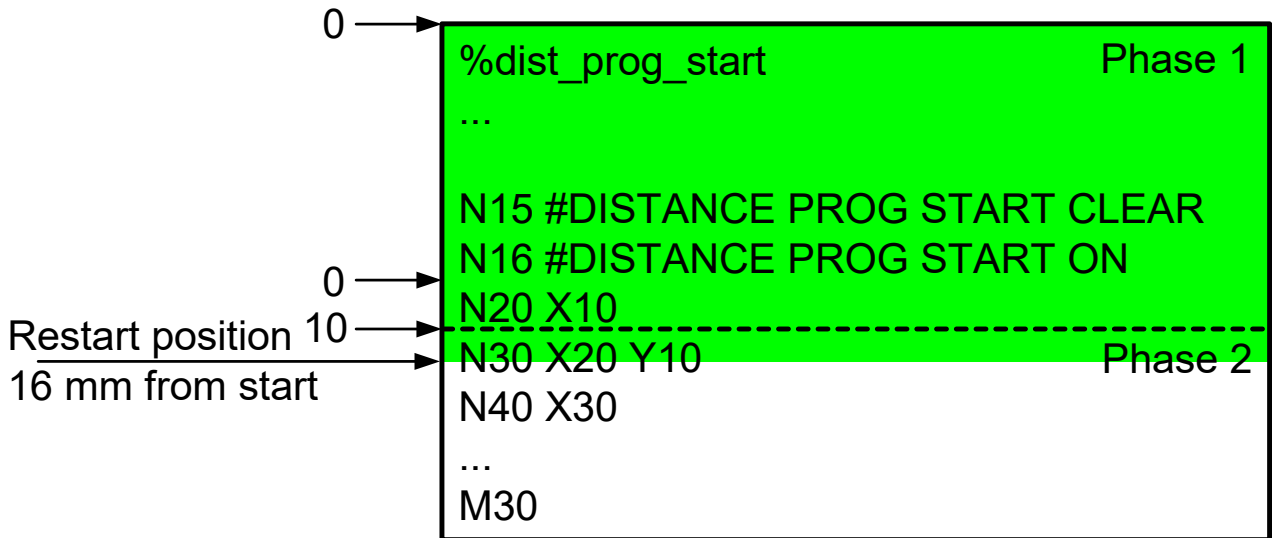 0
%dist_prog_start Phase 1
...
N15 #DISTANCE PROG START CLEAR
N16 #DISTANCE PROG START ON
0
N20 X10
Restart position 10
N30 X20 Y10 Phase 2
16 mm from start
N40 X30
...
M30